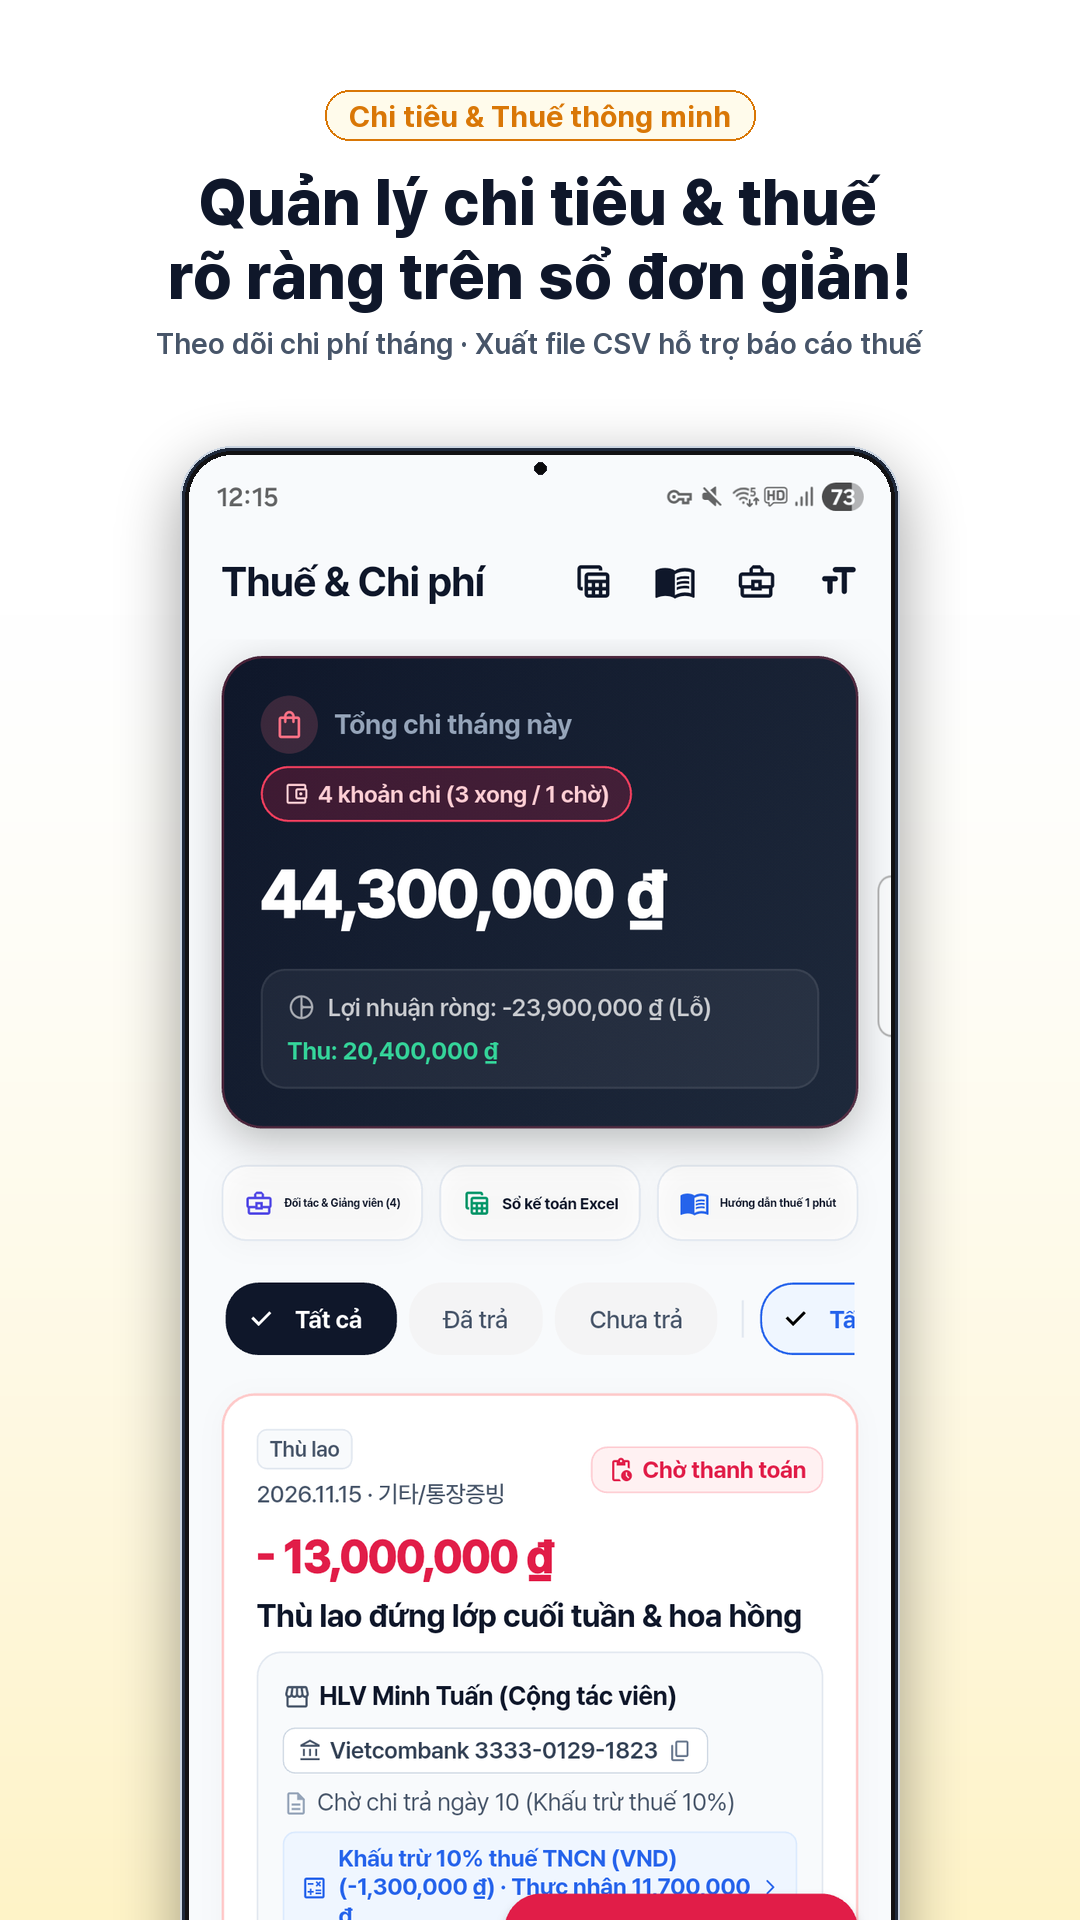 Chi tiêu & Thuế thông minh
Quản lý chi tiêu & thuế
rõ ràng trên sổ đơn giản!
Theo dõi chi phí tháng · Xuất file CSV hỗ trợ báo cáo thuế
12:15
5 HD 73
Thuế & Chi phí
Tổng chi tháng này
4 khoản chi (3 xong / 1 chờ)
44,300,000 ₫
Lợi nhuận ròng: -23,900,000 ₫ (Lỗ)
Thu: 20,400,000 ₫
Đối tác & Giảng viên (4)
Sổ kế toán Excel
Hướng dẫn thuế 1 phút
Tất cả
Đã trả
Chưa trả
Tấ
Thù lao
Chờ thanh toán
2026.11.15 · 기타/통장증빙
- 13,000,000 ₫
Thù lao đứng lớp cuối tuần & hoa hồng
HLV Minh Tuấn (Cộng tác viên)
Vietcombank 3333-0129-1823
Chờ chi trả ngày 10 (Khấu trừ thuế 10%)
Khấu trừ 10% thuế TNCN (VND)
(-1,300,000 ₫) · Thực nhận 11,700,000
₫